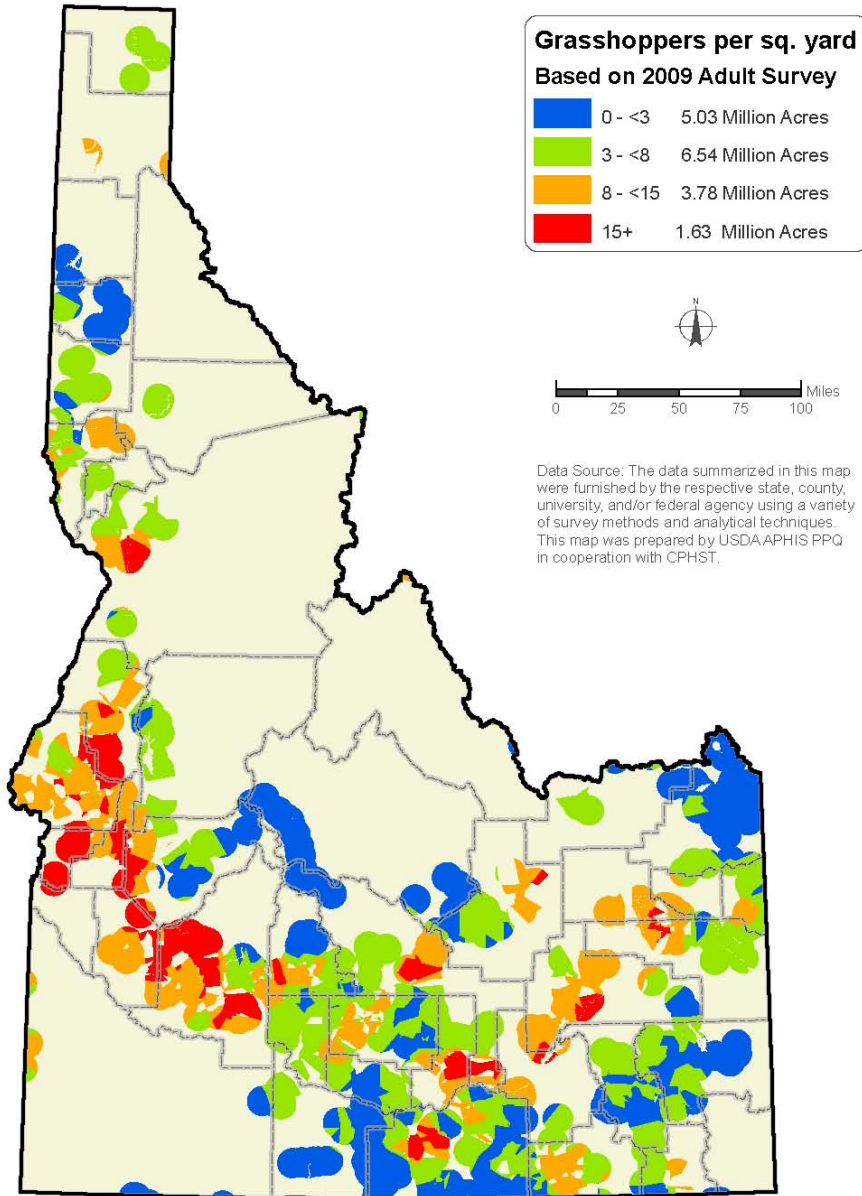 Grasshoppers per sq. yard
Based on 2009 Adult Survey
0 - <3 5.03 Million Acres
3 - <8 6.54 Million Acres
8 - <15 3.78 Million Acres
15+ 1.63 Million Acres
N
Miles
0 25 50 75 100
Data Source: The data summarized in this map
were furnished by the respective state, county,
university, and/or federal agency using a variety
of survey methods and analytical techniques.
This map was prepared by USDA APHIS PPQ
in cooperation with CPHST.